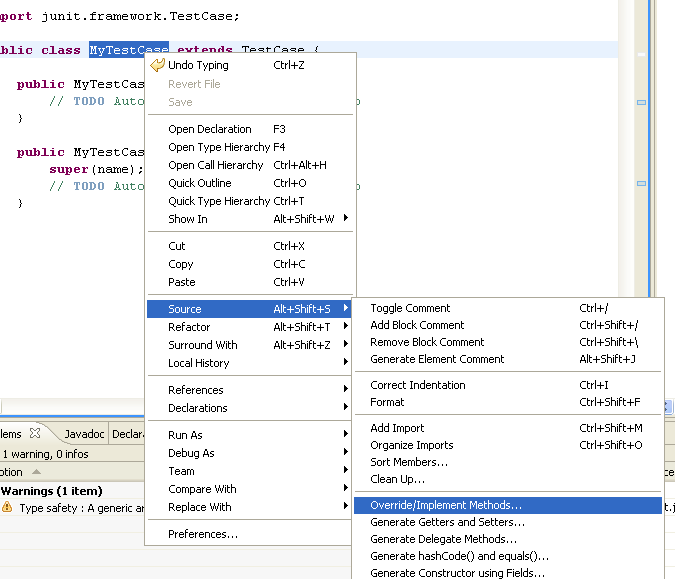 port junit.framework.TestCase;
blic class MyTestCase extends TestCase {
public MyTestCas
// TODO Auto
}
public MyTestCas
super(name);
// TODO Auto
}
Undo Typing Ctrl+Z
Revert File
Save
Open Declaration F3
Open Type Hierarchy F4
Open Call Hierarchy Ctrl+Alt+H
Quick Outline Ctrl+O
Quick Type Hierarchy Ctrl+T
Show In Alt+Shift+W
Cut Ctrl+X
Copy Ctrl+C
Paste Ctrl+V
Source Alt+Shift+S
Refactor Alt+Shift+T
Surround With Alt+Shift+Z
Local History
References
Declarations
Run As
Debug As
Team
Compare With
Replace With
Preferences...
Toggle Comment Ctrl+/
Add Block Comment Ctrl+Shift+/
Remove Block Comment Ctrl+Shift+\
Generate Element Comment Alt+Shift+J
Correct Indentation Ctrl+I
Format Ctrl+Shift+F
Add Import Ctrl+Shift+M
Organize Imports Ctrl+Shift+O
Sort Members...
Clean Up...
Override/Implement Methods...
Generate Getters and Setters...
Generate Delegate Methods...
Generate hashCode() and equals()...
Generate Constructor using Fields...
lems Javadoc Declara
1 warning, 0 infos
ption
Warnings (1 item)
Type safety : A generic ar